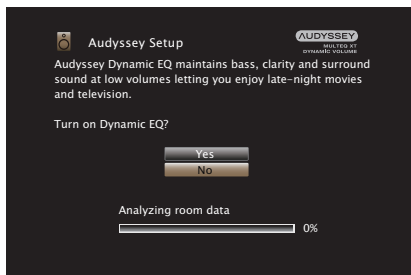 Audyssey Setup
AUDYSSEY
MULTEQ XT
DYNAMIC VOLUME
Audyssey Dynamic EQ maintains bass, clarity and surround
sound at low volumes letting you enjoy late-night movies
and television.
Turn on Dynamic EQ?
Yes
No
Analyzing room data
0%